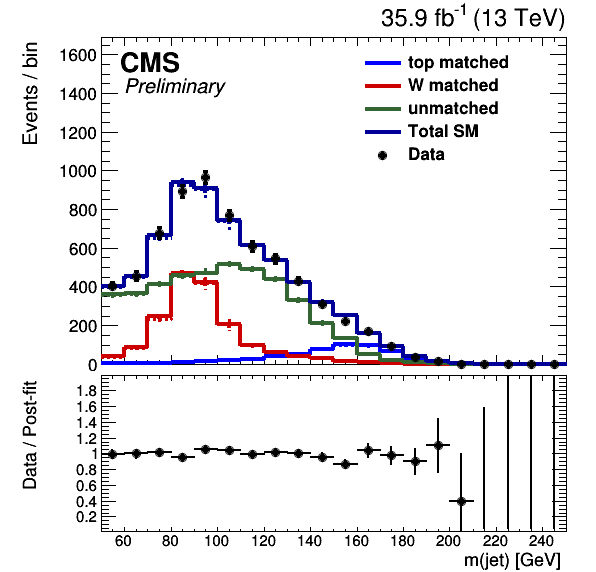 35.9 fb⁻¹ (13 TeV)
Events / bin
CMS
Preliminary
top matched
W matched
unmatched
Total SM
Data
1600
1400
1200
1000
800
600
400
200
0
Data / Post-fit
1.8
1.6
1.4
1.2
1
0.8
0.6
0.4
0.2
60 80 100 120 140 160 180 200 220 240
m(jet) [GeV]